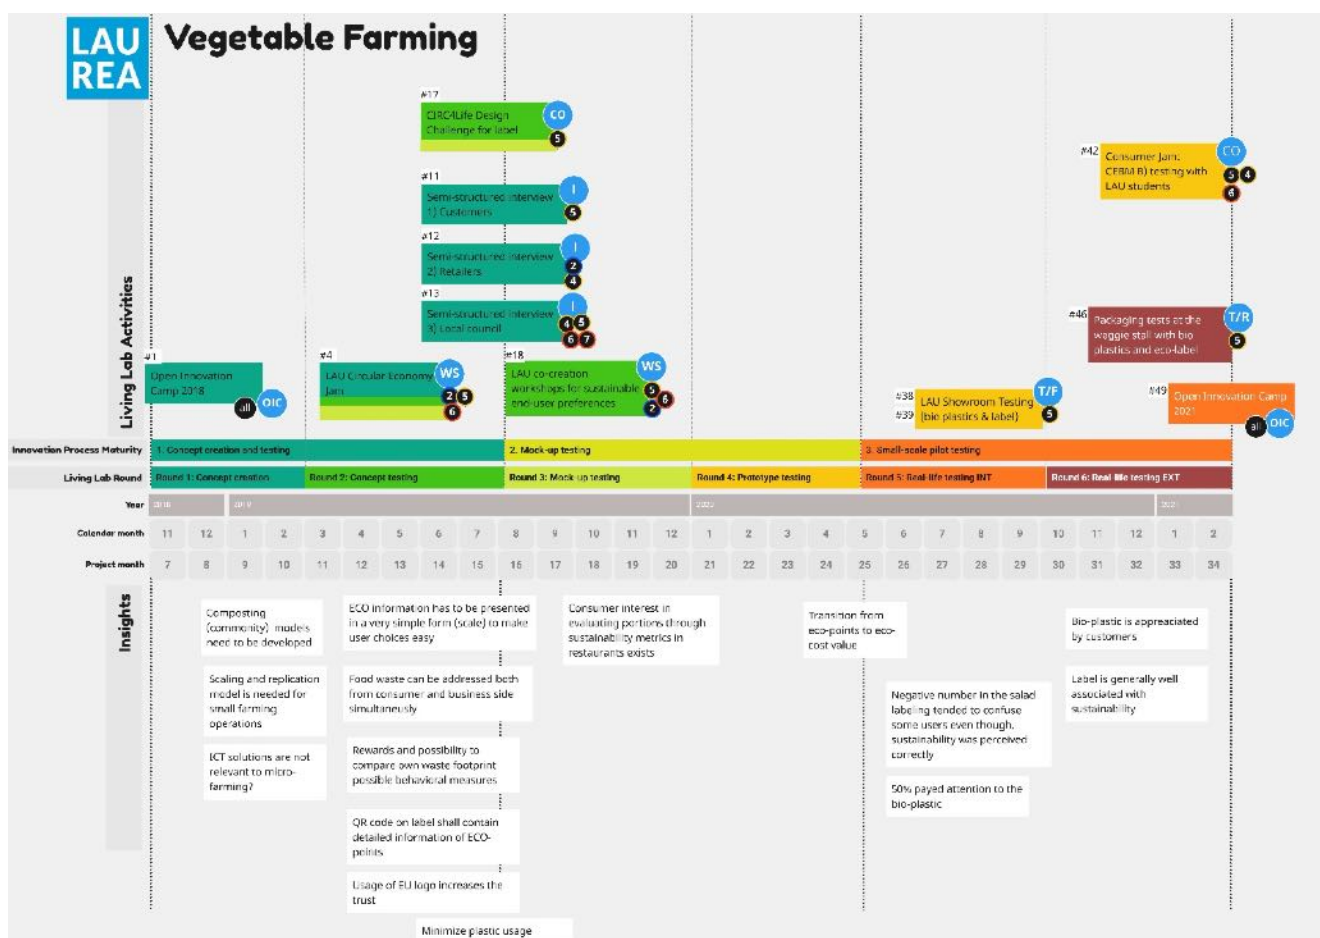 LAU
REA
Vegetable Farming
Living Lab Activities
#17
CIRC4Life Design
Challenge for label
CO
5
#11
Semi-structured interview
1) Customers
I
5
#12
Semi-structured interview
2) Retailers
I
2
4
#13
Semi-structured interview
3) Local council
I
4 5
6 7
#1
Open Innovation
Camp 2018
all OIC
#4
LAU Circular Economy
Jam
WS
2 5
6
#18
LAU co-creation
workshops for sustainable
end-user preferences
WS
5
6
2
#38
#39
LAU Showroom Testing
(bio plastics & label)
T/F
5
#42
Consumer Jam:
CEBM B) testing with
LAU students
CO
5 4
6
#46
Packaging tests at the
waggie stall with bio
plastics and eco-label
T/R
5
#49
Open Innovation Camp
2021
all OIC
Innovation Process Maturity
1. Concept creation and testing
2. Mock-up testing
3. Small-scale pilot testing
Living Lab Round
Round 1: Concept creation
Round 2: Concept testing
Round 3: Mock-up testing
Round 4: Prototype testing
Round 5: Real-life testing INT
Round 6: Real life testing EXT
Year
2018 2019
Calendar month 11 12 1 2 3 4 5 6 7 8 9 10 11 12 1 2 3 4 5 6 7 8 9 10 11 12 1 2
Project month 7 8 9 10 11 12 13 14 15 16 17 18 19 20 21 22 23 24 25 26 27 28 29 30 31 32 33 34
Insights
Composting
(commonity) models
need to be developed
Scaling and replication
model is needed for
small farming
operations
ICT solutions are not
relevant to micro-
farming?
ECO information has to be presented
in a very simple form (scale) to make
user choices easy
Food waste can be addressed both
from consumer and business side
simultaneusly
Rewards and possibility to
compare own waste footprint
possible behavioral measures
QR code on label shall contain
detailed information of ECO-
points
Usage of EU logo increases the
trust
Minimize plastic usage
Consumer interest in
evaluating portions through
sustainability metrics in
restaurants exists
Transition from
eco-points to eco-
cost value
Negative number in the salad
labeling tended to confuse
some users even though,
sustainability was perceived
correctly
50% payed attention to the
bio-plastic
Bio-plastic is appreaciated
by customers
Label is generally well
associated with
sustainability